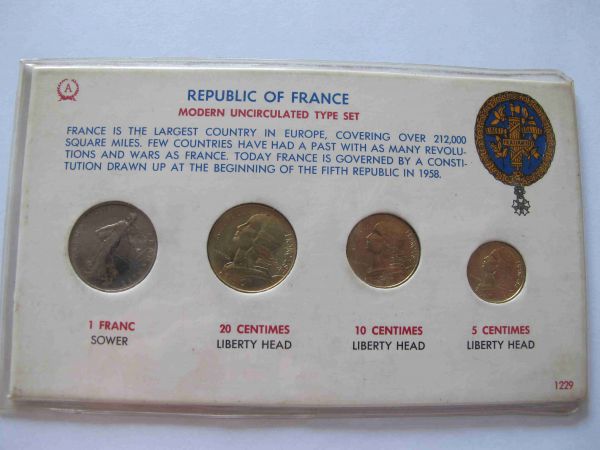 A
REPUBLIC OF FRANCE
MODERN UNCIRCULATED TYPE SET
FRANCE IS THE LARGEST COUNTRY IN EUROPE, COVERING OVER 212,000
SQUARE MILES. FEW COUNTRIES HAVE HAD A PAST WITH AS MANY REVOLU-
TIONS AND WARS AS FRANCE. TODAY FRANCE IS GOVERNED BY A CONSTI-
TUTION DRAWN UP AT THE BEGINNING OF THE FIFTH REPUBLIC IN 1958.
1 FRANC
SOWER
20 CENTIMES
LIBERTY HEAD
10 CENTIMES
LIBERTY HEAD
5 CENTIMES
LIBERTY HEAD
1229